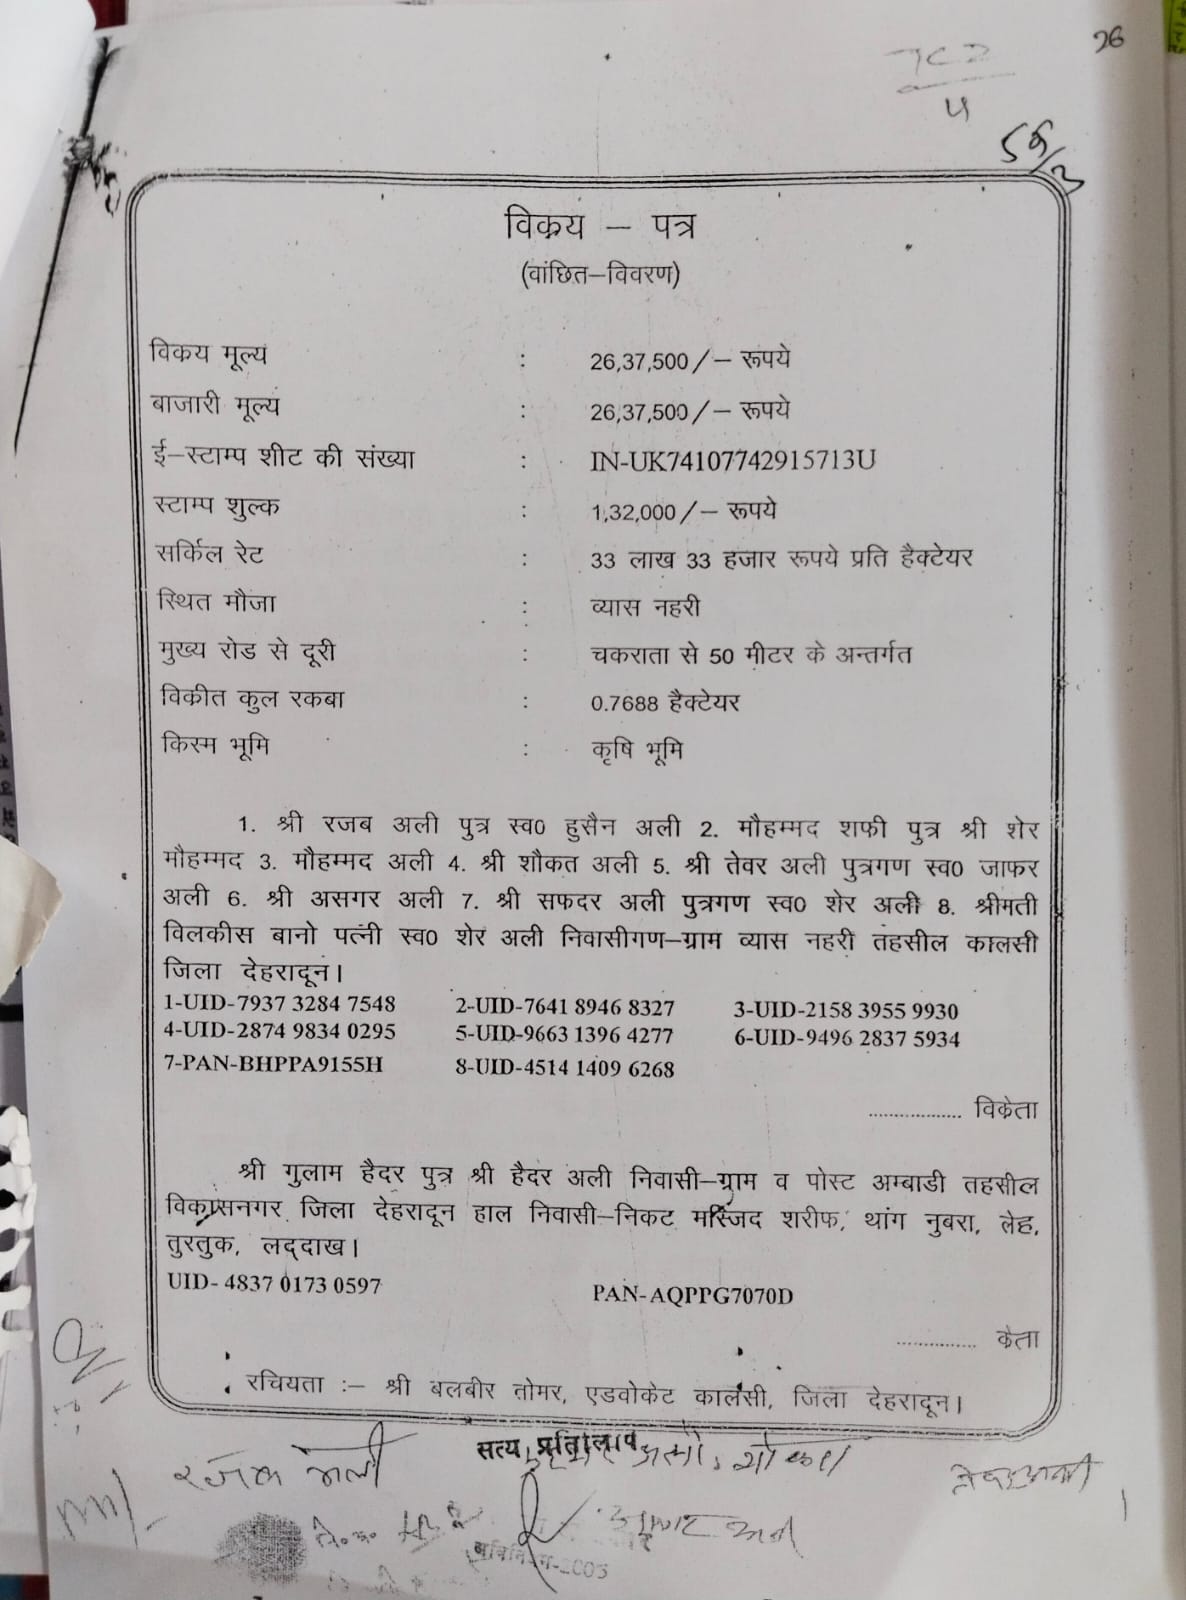 26
विक्रय – पत्र
(वांछित–विवरण)
विक्रय मूल्य : 26,37,500/– रूपये
बाजारी मूल्य : 26,37,500/– रूपये
ई–स्टाम्प शीट की संख्या : IN-UK74107742915713U
स्टाम्प शुल्क : 1,32,000/– रूपये
सर्किल रेट : 33 लाख 33 हजार रूपये प्रति हैक्टेयर
स्थित मौजा : व्यास नहरी
मुख्य रोड से दूरी : चकराता से 50 मीटर के अन्तर्गत
विक्रीत कुल रकबा : 0.7688 हैक्टेयर
किस्म भूमि : कृषि भूमि
1. श्री रजब अली पुत्र स्व0 हुसैन अली 2. मौहम्मद शफी पुत्र श्री शेर
मौहम्मद 3. मौहम्मद अली 4. श्री शौकत अली 5. श्री तेवर अली पुत्रगण स्व0 जाफर
अली 6. श्री असगर अली 7. श्री सफदर अली पुत्रगण स्व0 शेर अली 8. श्रीमती
विलकीस बानो पत्नी स्व0 शेर अली निवासीगण–ग्राम व्यास नहरी तहसील कालसी
जिला देहरादून।
1-UID-7937 3284 7548 2-UID-7641 8946 8327 3-UID-2158 3955 9930
4-UID-2874 9834 0295 5-UID-9663 1396 4277 6-UID-9496 2837 5934
7-PAN-BHPPA9155H 8-UID-4514 1409 6268
.................. विक्रेता
श्री गुलाम हैदर पुत्र श्री हैदर अली निवासी–ग्राम व पोस्ट अम्बाडी तहसील
विकासनगर जिला देहरादून हाल निवासी–निकट मस्जिद शरीफ, थांग नुबरा, लेह,
तुरतुक, लद्दाख।
UID- 4837 0173 0597 PAN-AQPPG7070D
............... क्रेता
रचियता :– श्री बलबीर तोमर, एडवोकेट कालसी, जिला देहरादून।
सत्य प्रतिलिपि
रजब अली